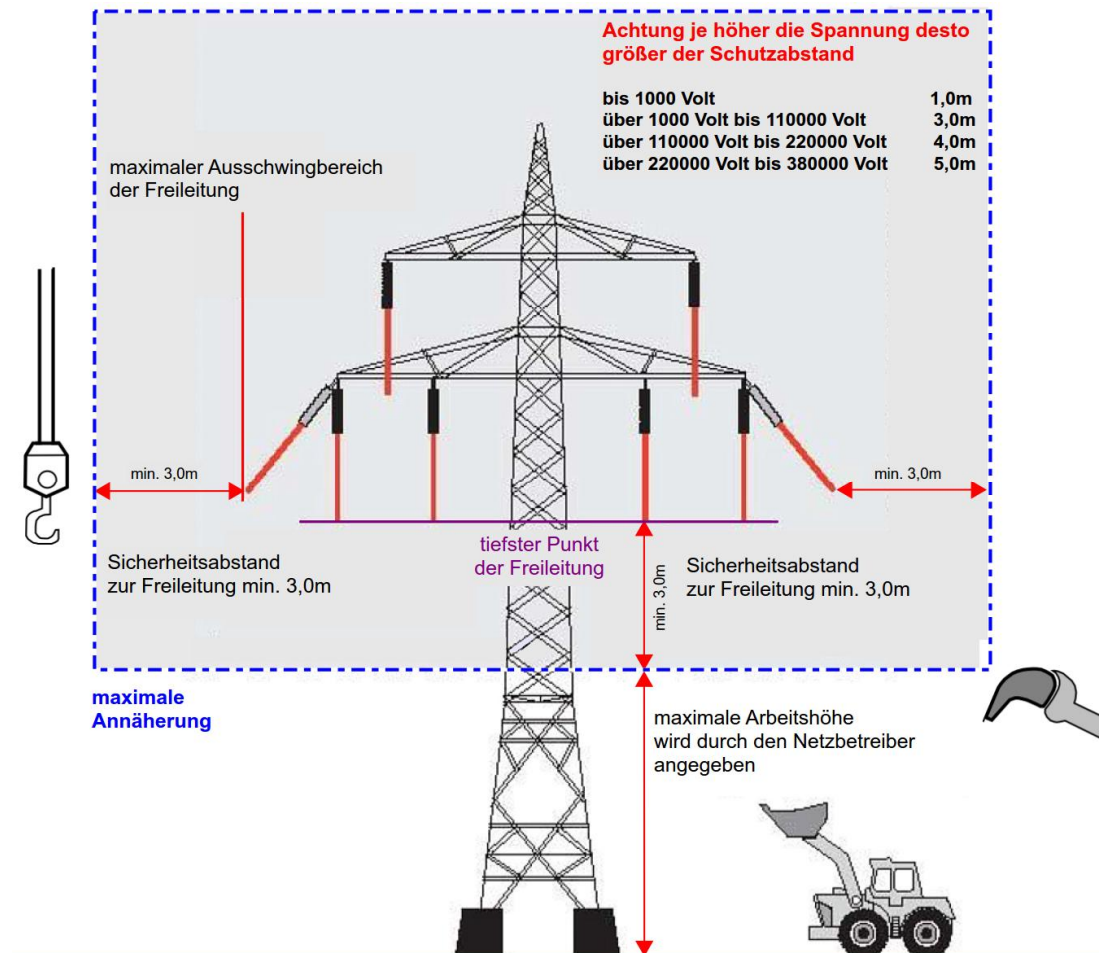 Achtung je höher die Spannung desto
größer der Schutzabstand
bis 1000 Volt 1,0m
über 1000 Volt bis 110000 Volt 3,0m
über 110000 Volt bis 220000 Volt 4,0m
über 220000 Volt bis 380000 Volt 5,0m
maximaler Ausschwingbereich
der Freileitung
min. 3,0m
min. 3,0m
tiefster Punkt
der Freileitung
Sicherheitsabstand
zur Freileitung min. 3,0m
min. 3,0m
Sicherheitsabstand
zur Freileitung min. 3,0m
maximale
Annäherung
maximale Arbeitshöhe
wird durch den Netzbetreiber
angegeben